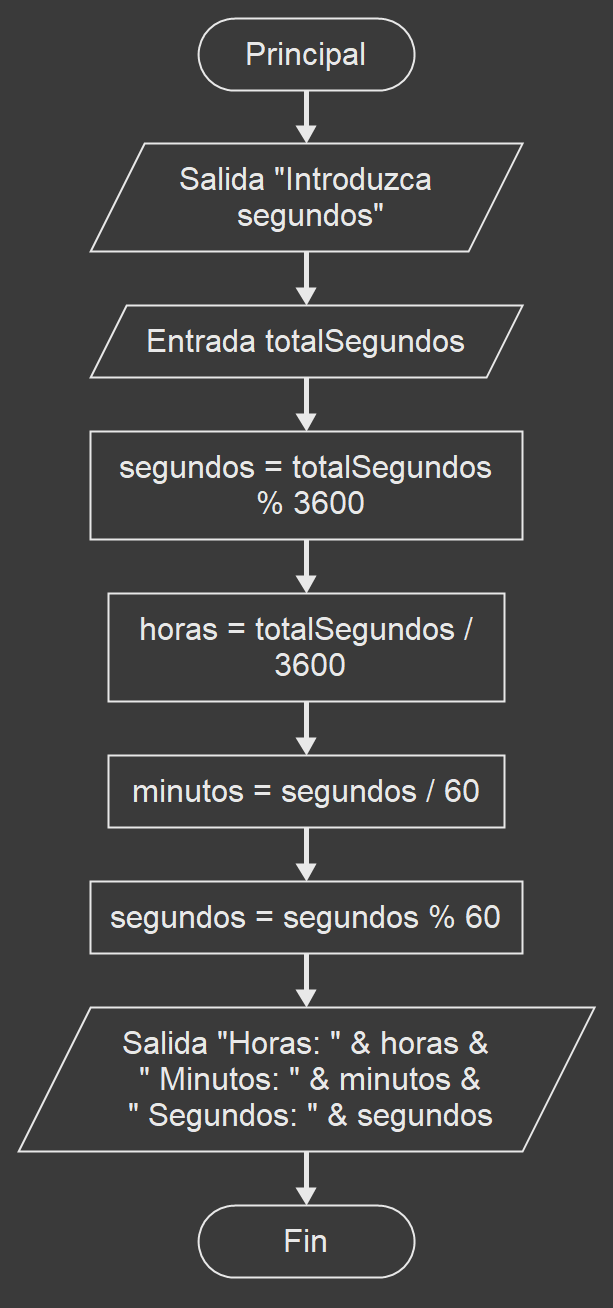 Principal
Salida "Introduzca
segundos"
Entrada totalSegundos
segundos = totalSegundos
% 3600
horas = totalSegundos /
3600
minutos = segundos / 60
segundos = segundos % 60
Salida "Horas: " & horas &
" Minutos: " & minutos &
" Segundos: " & segundos
Fin